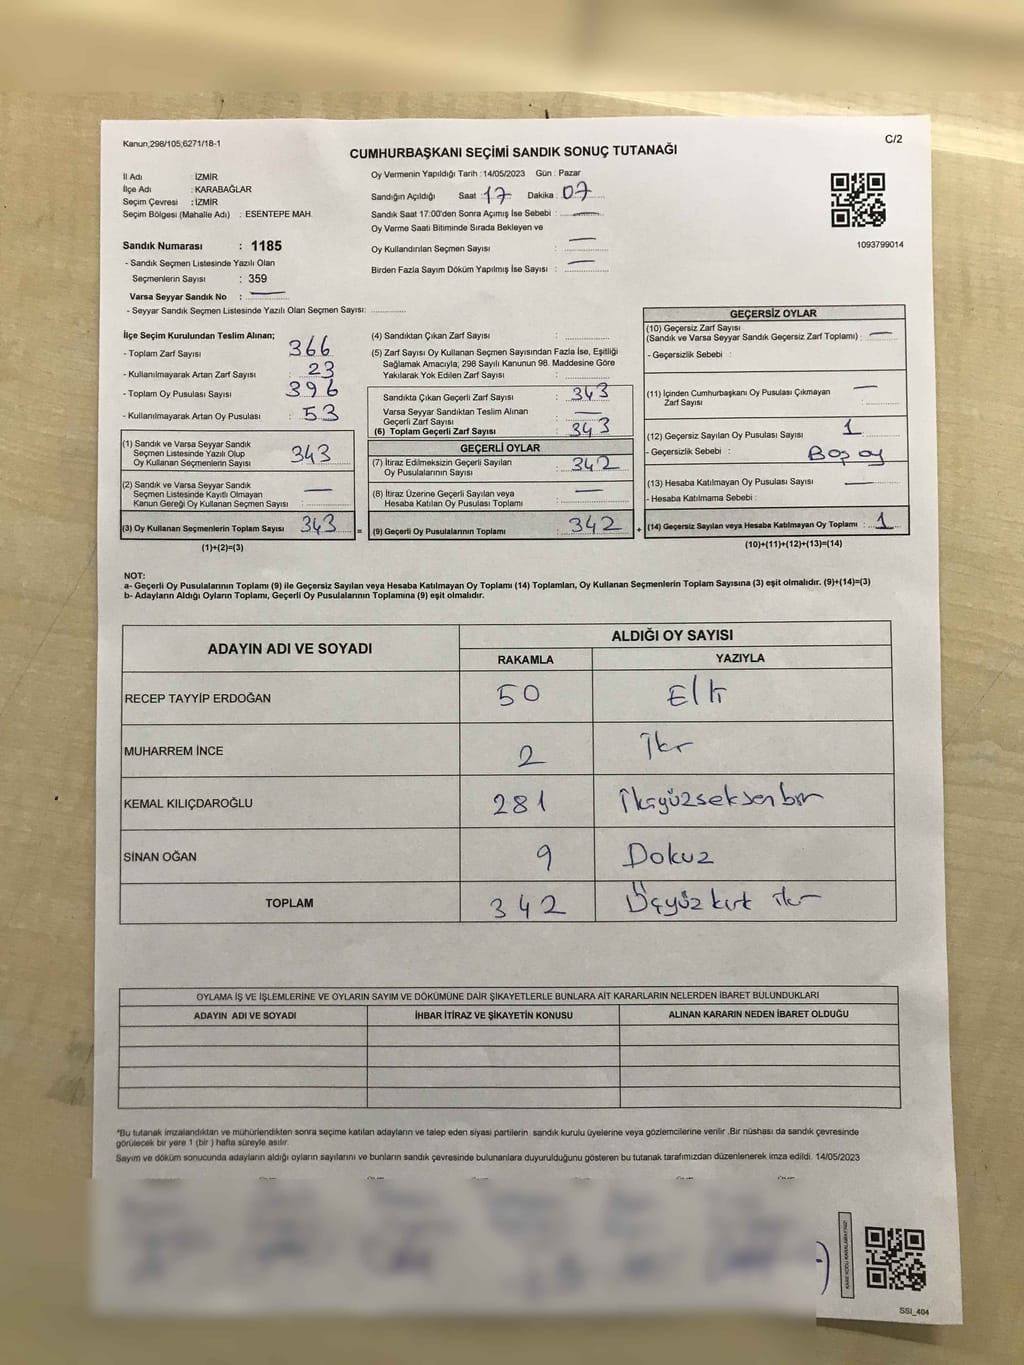 Kanun;298/105;6271/18-1
C/2
CUMHURBAŞKANI SEÇİMİ SANDIK SONUÇ TUTANAĞI
İl Adı : İZMİR
İlçe Adı : KARABAĞLAR
Seçim Çevresi : İZMİR
Seçim Bölgesi (Mahalle Adı) : ESENTEPE MAH.
Sandık Numarası : 1185
- Sandık Seçmen Listesinde Yazılı Olan
Seçmenlerin Sayısı : 359
Varsa Seyyar Sandık No :
- Seyyar Sandık Seçmen Listesinde Yazılı Olan Seçmen Sayısı:
Oy Vermenin Yapıldığı Tarih : 14/05/2023 Gün : Pazar
Sandığın Açıldığı Saat : 17 Dakika : 07
Sandık Saat 17:00'den Sonra Açımış İse Sebebi :
Oy Verme Saati Bitiminde Sırada Bekleyen ve
Oy Kullandırılan Seçmen Sayısı :
Birden Fazla Sayım Döküm Yapılmış İse Sayısı :
1093799014
İlçe Seçim Kurulundan Teslim Alınan;
- Toplam Zarf Sayısı : 366
- Kullanılmayarak Artan Zarf Sayısı : 23
- Toplam Oy Pusulası Sayısı : 396
- Kullanılmayarak Artan Oy Pusulası : 53
(1) Sandık ve Varsa Seyyar Sandık
Seçmen Listesinde Yazılı Olup
Oy Kullanan Seçmenlerin Sayısı : 343
(2) Sandık ve Varsa Seyyar Sandık
Seçmen Listesinde Kayıtlı Olmayan
Kanun Gereği Oy Kullanan Seçmen Sayısı :
(3) Oy Kullanan Seçmenlerin Toplam Sayısı : 343
(1)+(2)=(3)
=
(4) Sandıktan Çıkan Zarf Sayısı :
(5) Zarf Sayısı Oy Kullanan Seçmen Sayısından Fazla İse, Eşitliği
Sağlamak Amacıyla; 298 Sayılı Kanunun 98. Maddesine Göre
Yakılarak Yok Edilen Zarf Sayısı :
Sandıkta Çıkan Geçerli Zarf Sayısı : 343
Varsa Seyyar Sandıktan Teslim Alınan
Geçerli Zarf Sayısı :
(6) Toplam Geçerli Zarf Sayısı : 343
GEÇERLİ OYLAR
(7) İtiraz Edilmeksizin Geçerli Sayılan
Oy Pusulalarının Sayısı : 342
(8) İtiraz Üzerine Geçerli Sayılan veya
Hesaba Katılan Oy Pusulası Toplamı :
(9) Geçerli Oy Pusulalarının Toplamı : 342
+
GEÇERSİZ OYLAR
(10) Geçersiz Zarf Sayısı
(Sandık ve Varsa Seyyar Sandık Geçersiz Zarf Toplamı) :
- Geçersizlik Sebebi :
(11) İçinden Cumhurbaşkanı Oy Pusulası Çıkmayan
Zarf Sayısı :
(12) Geçersiz Sayılan Oy Pusulası Sayısı : 1
- Geçersizlik Sebebi : Boş oy
(13) Hesaba Katılmayan Oy Pusulası Sayısı :
- Hesaba Katılmama Sebebi :
(14) Geçersiz Sayılan veya Hesaba Katılmayan Oy Toplamı : 1
(10)+(11)+(12)+(13)=(14)
NOT:
a- Geçerli Oy Pusulalarının Toplamı (9) ile Geçersiz Sayılan veya Hesaba Katılmayan Oy Toplamı (14) Toplamları, Oy Kullanan Seçmenlerin Toplam Sayısına (3) eşit olmalıdır. (9)+(14)=(3)
b- Adayların Aldığı Oyların Toplamı, Geçerli Oy Pusulalarının Toplamına (9) eşit olmalıdır.
ADAYIN ADI VE SOYADI
ALDIĞI OY SAYISI
RAKAMLA YAZIYLA
RECEP TAYYİP ERDOĞAN 50 Elli
MUHARREM İNCE 2 İki
KEMAL KILIÇDAROĞLU 281 İkiyüzseksenbir
SİNAN OĞAN 9 Dokuz
TOPLAM 342 Üçyüz kırk iki
OYLAMA İŞ VE İŞLEMLERİNE VE OYLARIN SAYIM VE DÖKÜMÜNE DAİR ŞİKAYETLERLE BUNLARA AİT KARARLARIN NELERDEN İBARET BULUNDUKLARI
ADAYIN ADI VE SOYADI İHBAR İTİRAZ VE ŞİKAYETİN KONUSU ALINAN KARARIN NEDEN İBARET OLDUĞU
*Bu tutanak imzalandıktan ve mühürlendikten sonra seçime katılan adayların ve talep eden siyasi partilerin sandık kurulu üyelerine veya gözlemcilerine verilir .Bir nüshası da sandık çevresinde
görülecek bir yere 1 (bir ) hafta süreyle asılır.
Sayım ve döküm sonucunda adayların aldığı oyların sayılarını ve bunların sandık çevresinde bulunanlara duyurulduğunu gösteren bu tutanak tarafımızdan düzenlenerek imza edildi. 14/05/2023
SSI_404